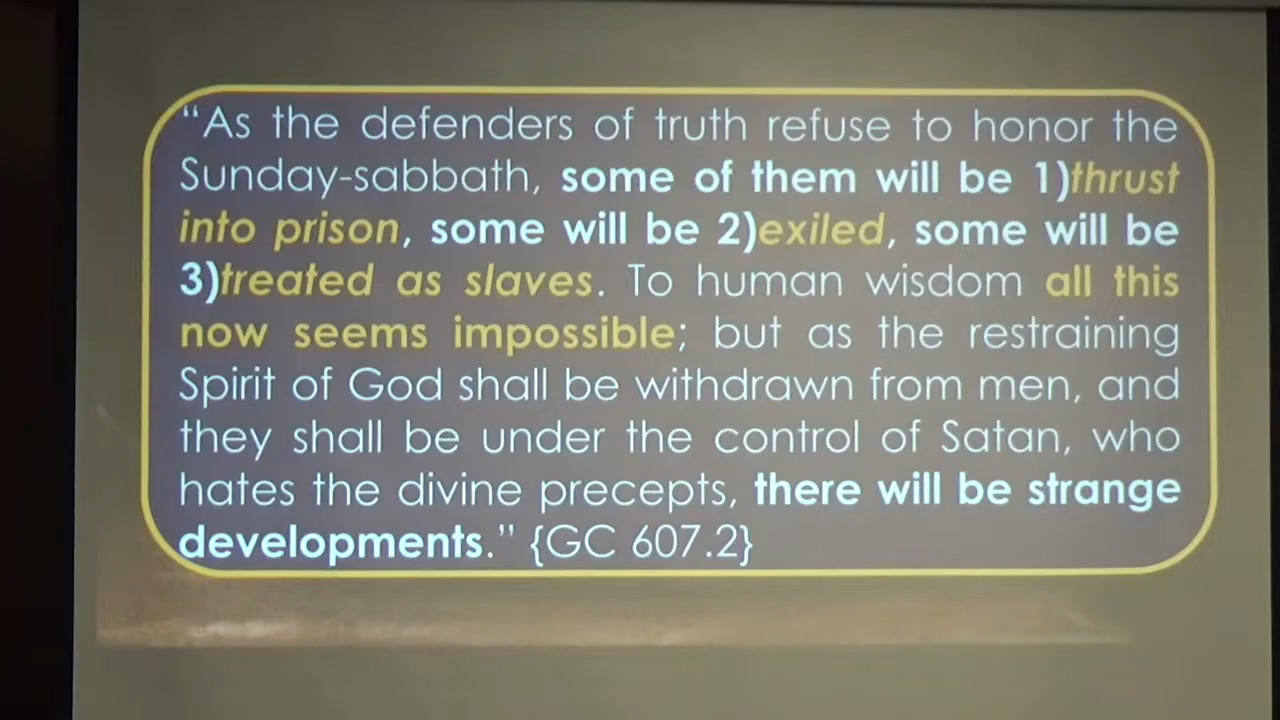 “As the defenders of truth refuse to honor the
Sunday-sabbath, some of them will be 1)thrust
into prison, some will be 2)exiled, some will be
3)treated as slaves. To human wisdom all this
now seems impossible; but as the restraining
Spirit of God shall be withdrawn from men, and
they shall be under the control of Satan, who
hates the divine precepts, there will be strange
developments.” {GC 607.2}